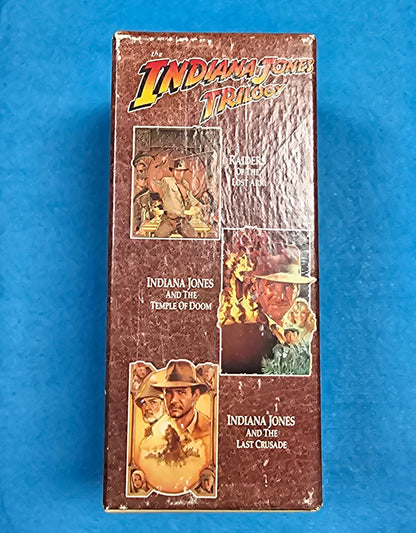 the
INDIANA JONES
TRILOGY
RAIDERS
OF THE
LOST ARK
INDIANA JONES
AND THE
TEMPLE OF DOOM
INDIANA JONES
AND THE
LAST CRUSADE